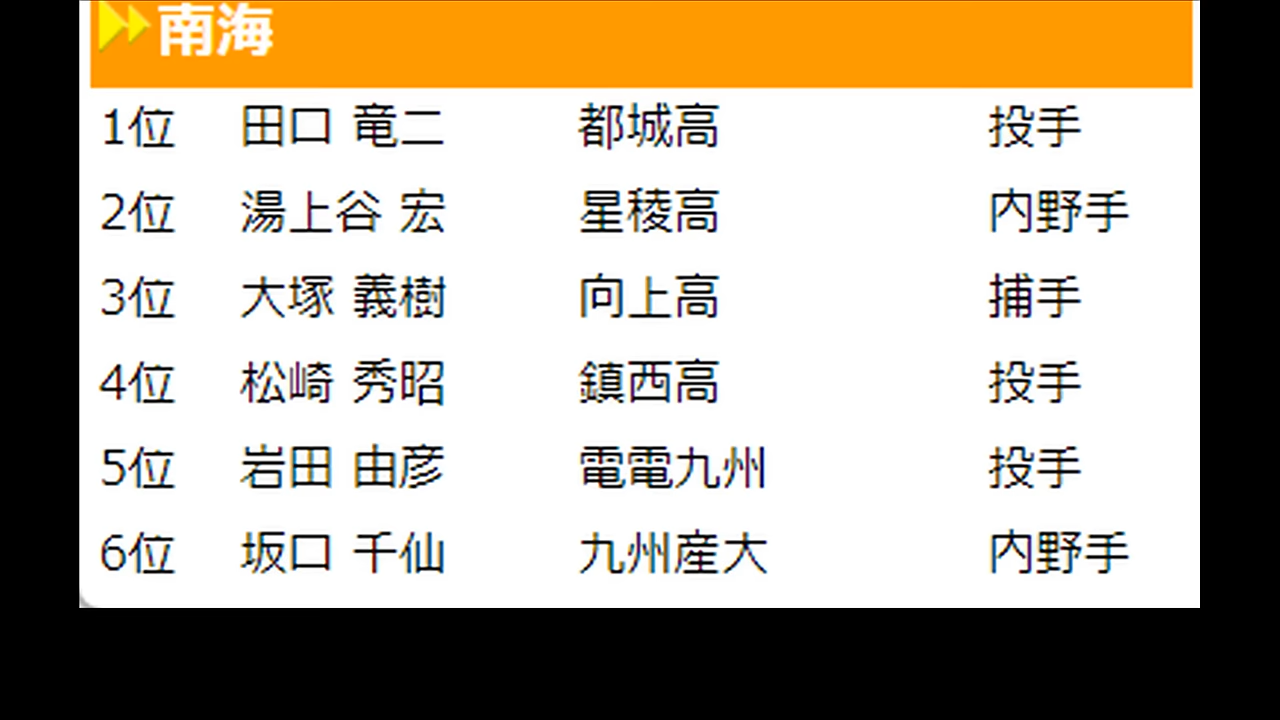 南海
1位 田口 竜二 都城高 投手
2位 湯上谷 宏 星稜高 内野手
3位 大塚 義樹 向上高 捕手
4位 松崎 秀昭 鎮西高 投手
5位 岩田 由彦 電電九州 投手
6位 坂口 千仙 九州産大 内野手